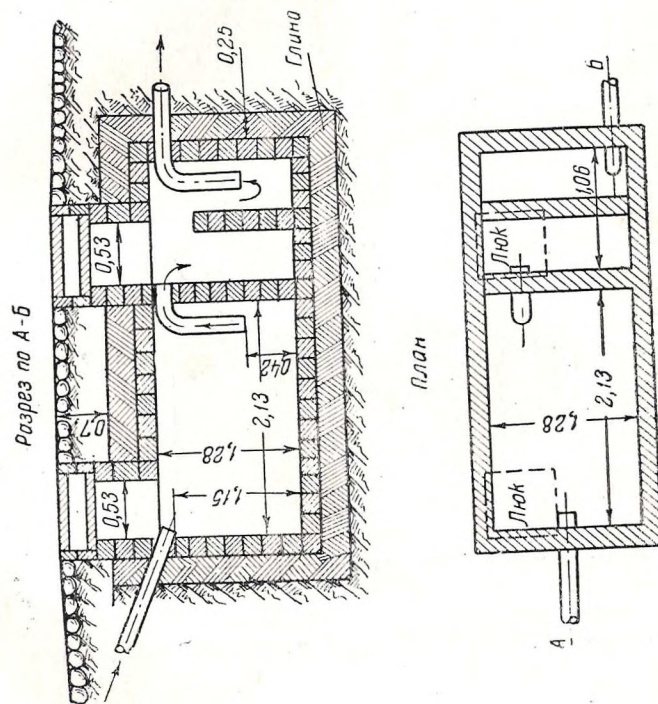 Разрез по А-Б
0,53
0,7
0,53
0,25
Глина
1,28
1,15
2,13
0,42
План
Люк
Люк
1,28
2,13
1,06
А
Б